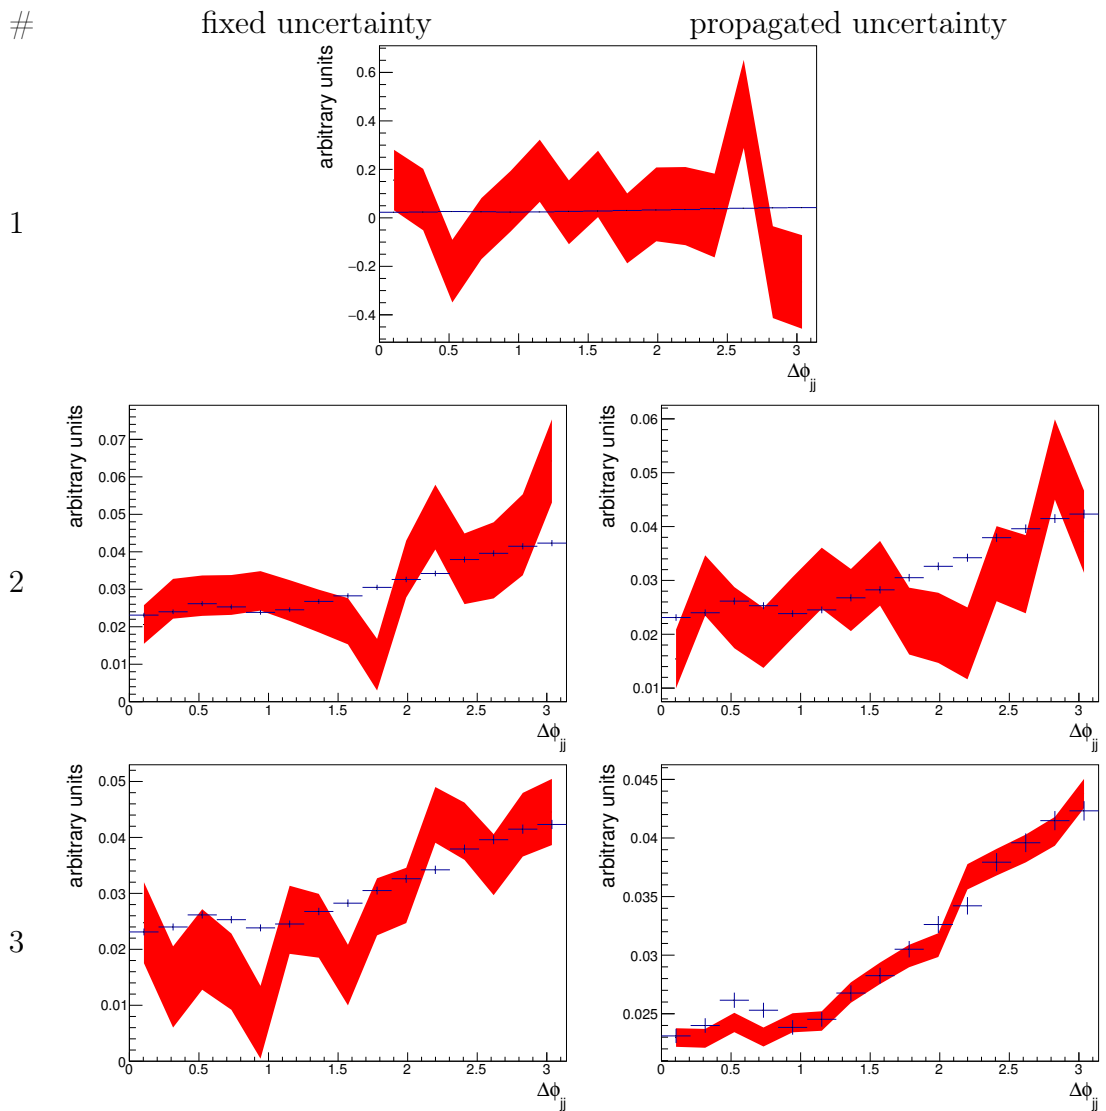 # fixed uncertainty propagated uncertainty
1
arbitrary units
0.6
0.4
0.2
0
−0.2
−0.4
0 0.5 1 1.5 2 2.5 3
Δϕjj
2
arbitrary units
0.07
0.06
0.05
0.04
0.03
0.02
0.01
0
0 0.5 1 1.5 2 2.5 3
Δϕjj
arbitrary units
0.06
0.05
0.04
0.03
0.02
0.01
0 0.5 1 1.5 2 2.5 3
Δϕjj
3
arbitrary units
0.05
0.04
0.03
0.02
0.01
0
0 0.5 1 1.5 2 2.5 3
Δϕjj
arbitrary units
0.045
0.04
0.035
0.03
0.025
0 0.5 1 1.5 2 2.5 3
Δϕjj